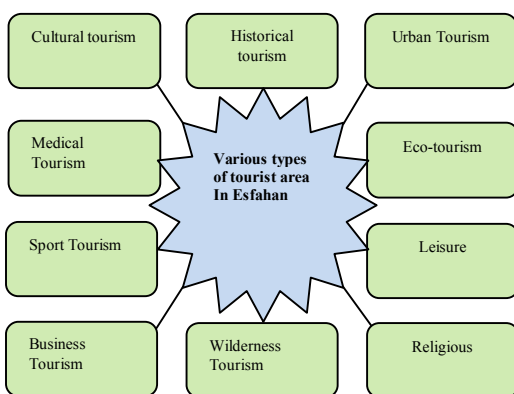 Cultural tourism
Historical
tourism
Urban Tourism
Medical
Tourism
Various types
of tourist area
In Esfahan
Eco-tourism
Sport Tourism
Leisure
Business
Tourism
Wilderness
Tourism
Religious